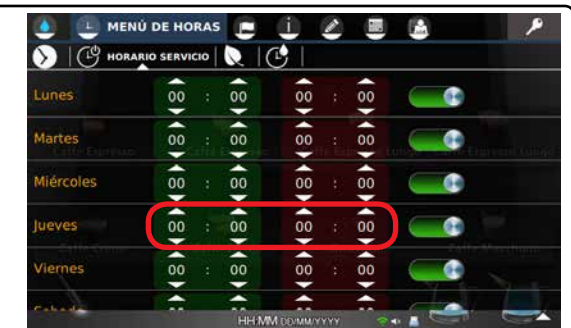 MENÚ DE HORAS
HORARIO SERVICIO
Lunes 00 : 00 00 : 00
Martes 00 : 00 00 : 00
Miércoles 00 : 00 00 : 00
Jueves 00 : 00 00 : 00
Viernes 00 : 00 00 : 00
HH:MM DD/MM/YYYY